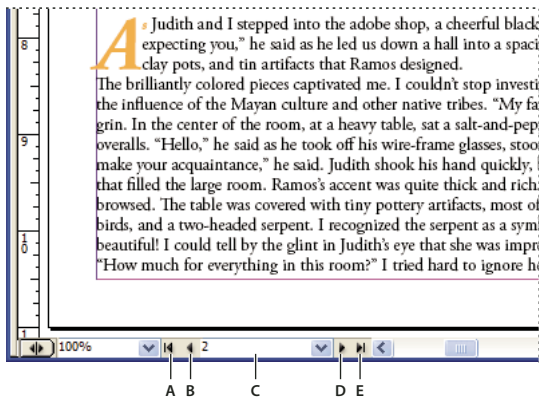 As Judith and I stepped into the adobe shop, a cheerful black
8
expecting you,” he said as he led us down a hall into a spaci
clay pots, and tin artifacts that Ramos designed.
The brilliantly colored pieces captivated me. I couldn’t stop investi
the influence of the Mayan culture and other native tribes. “My fa
grin. In the center of the room, at a heavy table, sat a salt-and-pep
9
overalls. “Hello,” he said as he took off his wire-frame glasses, stoo
make your acquaintance,” he said. Judith shook his hand quickly,
that filled the large room. Ramos’s accent was quite thick and rich
browsed. The table was covered with tiny pottery artifacts, most of
birds, and a two-headed serpent. I recognized the serpent as a sym
10
beautiful! I could tell by the glint in Judith’s eye that she was impr
“How much for everything in this room?” I tried hard to ignore he
1
100% 2
A B C D E